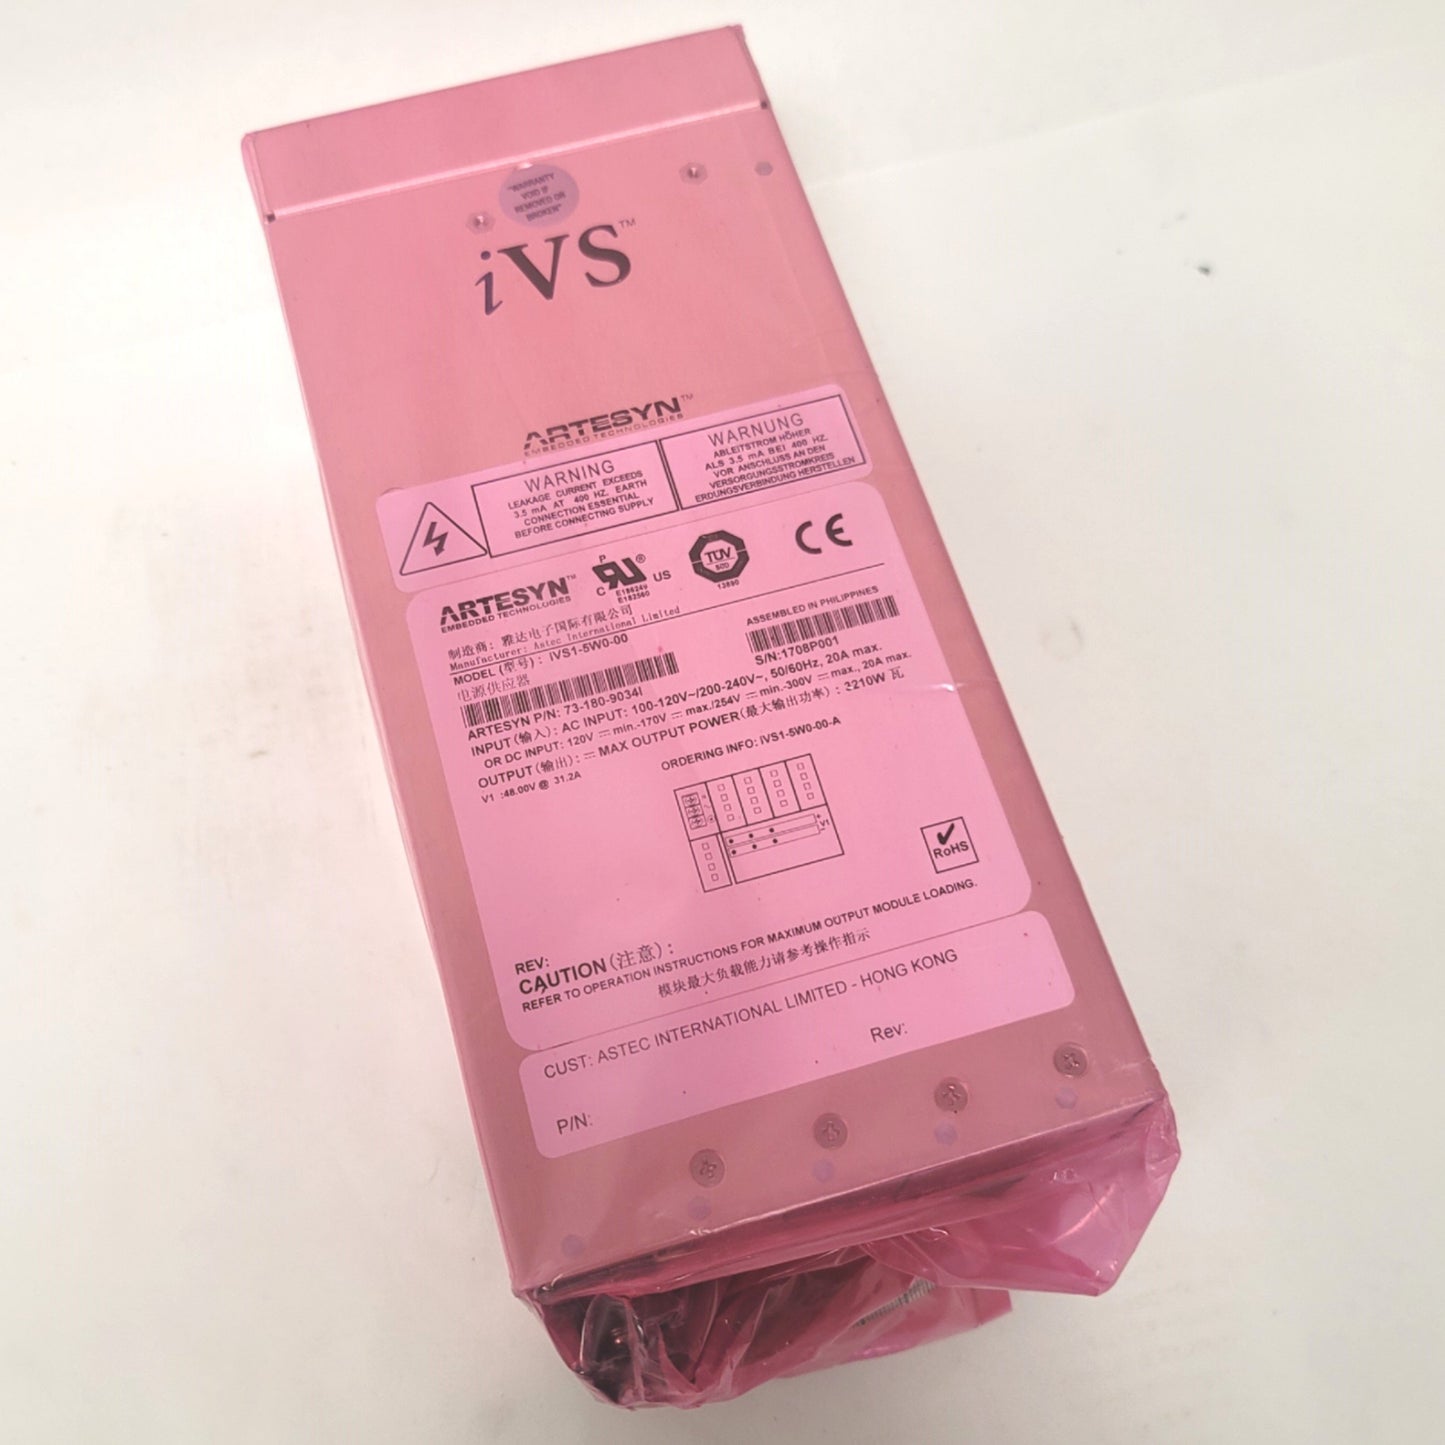 "WARRANTY
VOID IF
REMOVED OR
BROKEN"
iVS™
ARTESYN™
EMBEDDED TECHNOLOGIES
WARNING
LEAKAGE CURRENT EXCEEDS
3.5 mA AT 400 HZ. EARTH
CONNECTION ESSENTIAL
BEFORE CONNECTING SUPPLY
WARNUNG
ABLEITSTROM HÖHER
ALS 3.5 mA BEI 400 HZ.
VOR ANSCHLUSS AN DEN
VERSORGUNGSSTROMKREIS
ERDUNGSVERBINDUNG HERSTELLEN
ARTESYN™
EMBEDDED TECHNOLOGIES
P
C RU® US
E186249
E182560
TÜV
SÜD
13890
CE
制造商: 雅达电子国际有限公司
Manufacturer: Astec International Limited
MODEL (型号): iVS1-5W0-00
电源供应器
ASSEMBLED IN PHILIPPINES
S/N:1708P001
ARTESYN P/N: 73-180-9034I
INPUT (输入): AC INPUT: 100-120V~/200-240V~, 50/60Hz, 20A max.
OR DC INPUT: 120V ⎓ min.-170V ⎓ max./254V ⎓ min.-300V ⎓ max., 20A max.
OUTPUT (输出): ⎓ MAX OUTPUT POWER(最大输出功率): 2210W 瓦
V1 :48.00V@ 31.2A
ORDERING INFO: iVS1-5W0-00-A
+
V1
-
RoHS
REV:
CAUTION(注意):
REFER TO OPERATION INSTRUCTIONS FOR MAXIMUM OUTPUT MODULE LOADING.
模块最大负载能力请参考操作指示
CUST: ASTEC INTERNATIONAL LIMITED - HONG KONG
P/N:
Rev: